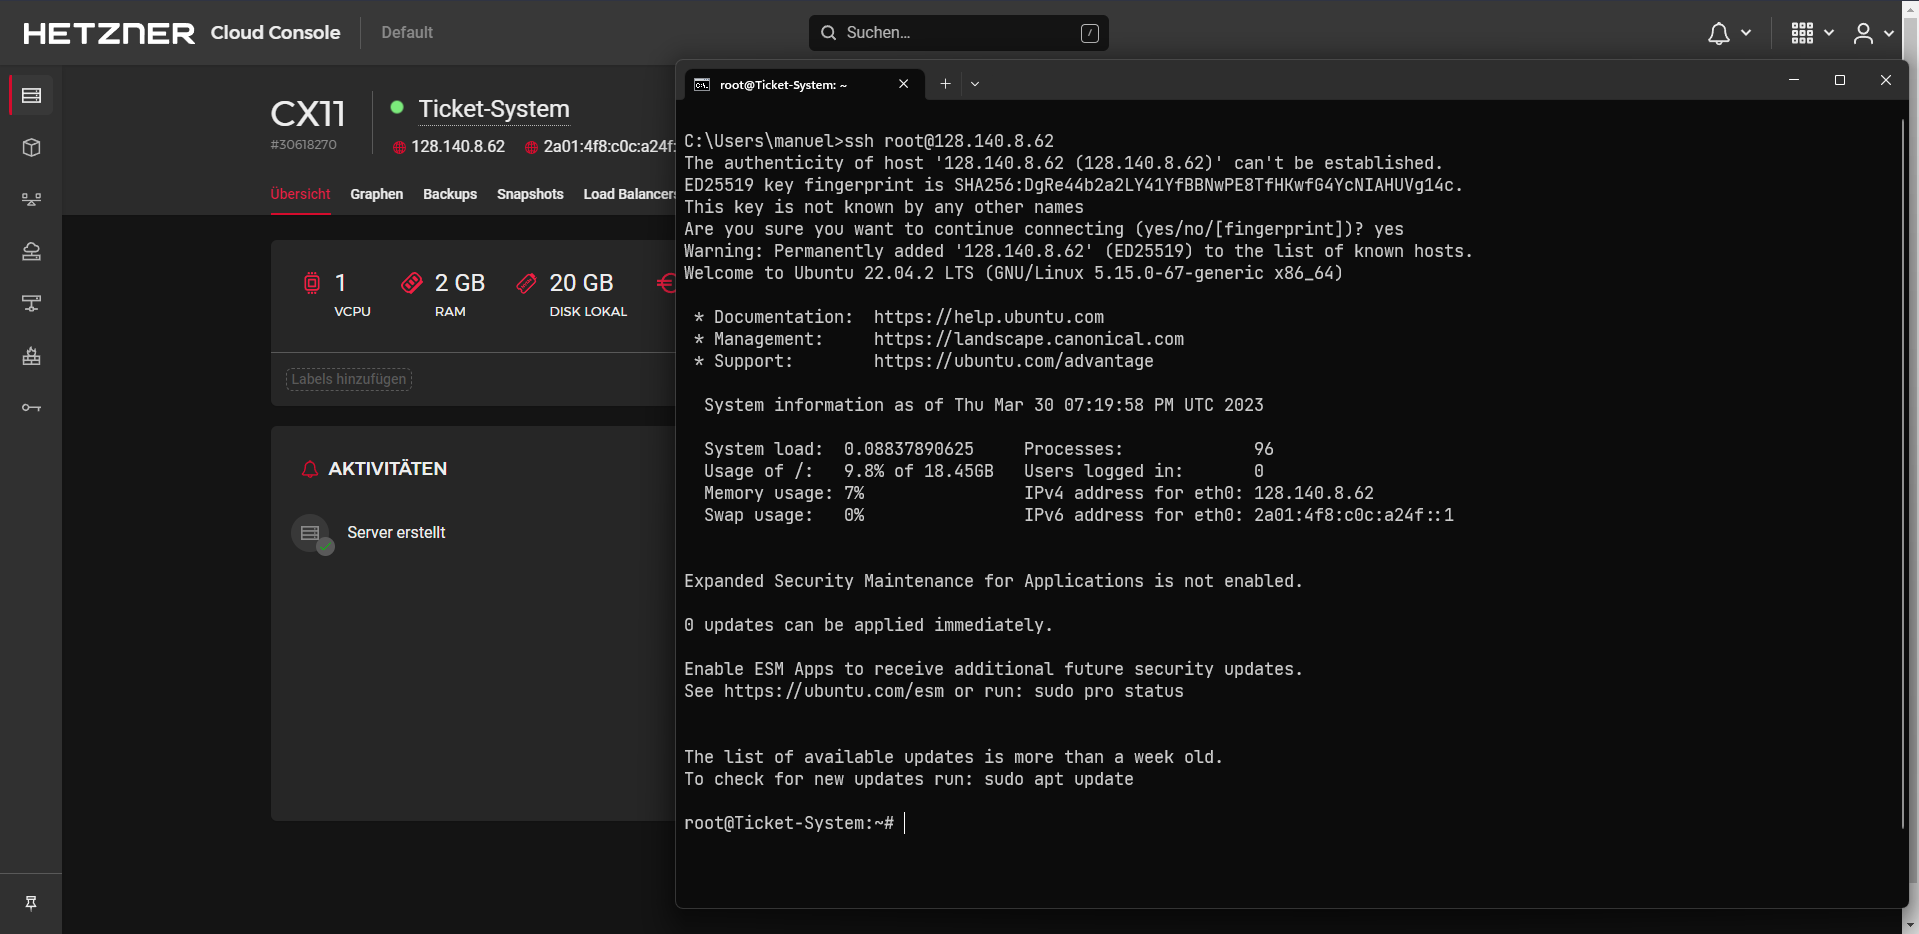 HETZNER Cloud Console Default
Suchen... /
CX11
#30618270
Ticket-System
128.140.8.62 2a01:4f8:c0c:a24f:
Übersicht Graphen Backups Snapshots Load Balancers
1 VCPU
2 GB RAM
20 GB DISK LOKAL
Labels hinzufügen
AKTIVITÄTEN
Server erstellt
root@Ticket-System: ~
C:\Users\manuel>ssh root@128.140.8.62
The authenticity of host '128.140.8.62 (128.140.8.62)' can't be established.
ED25519 key fingerprint is SHA256:DgRe44b2a2LY41YfBBNwPE8TfHKwfG4YcNIAHUVg14c.
This key is not known by any other names
Are you sure you want to continue connecting (yes/no/[fingerprint])? yes
Warning: Permanently added '128.140.8.62' (ED25519) to the list of known hosts.
Welcome to Ubuntu 22.04.2 LTS (GNU/Linux 5.15.0-67-generic x86_64)
* Documentation: https://help.ubuntu.com
* Management: https://landscape.canonical.com
* Support: https://ubuntu.com/advantage
System information as of Thu Mar 30 07:19:58 PM UTC 2023
System load: 0.08837890625 Processes: 96
Usage of /: 9.8% of 18.45GB Users logged in: 0
Memory usage: 7% IPv4 address for eth0: 128.140.8.62
Swap usage: 0% IPv6 address for eth0: 2a01:4f8:c0c:a24f::1
Expanded Security Maintenance for Applications is not enabled.
0 updates can be applied immediately.
Enable ESM Apps to receive additional future security updates.
See https://ubuntu.com/esm or run: sudo pro status
The list of available updates is more than a week old.
To check for new updates run: sudo apt update
root@Ticket-System:~#